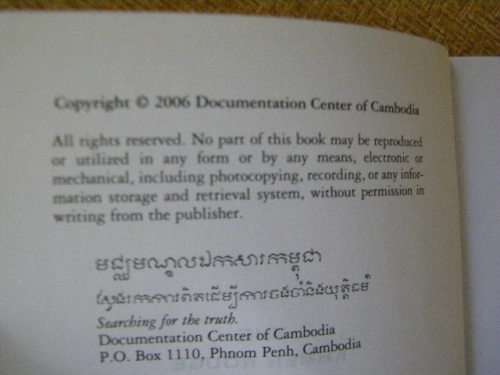 Copyright © 2006 Documentation Center of Cambodia
All rights reserved. No part of this book may be reproduced
or utilized in any form or by any means, electronic or
mechanical, including photocopying, recording, or any infor-
mation storage and retrieval system, without permission in
writing from the publisher.
មជ្ឈមណ្ឌលឯកសារកម្ពុជា
ស្វែងរកការពិតដើម្បីការចងចាំនិងយុត្តិធម៌
Searching for the truth.
Documentation Center of Cambodia
P.O. Box 1110, Phnom Penh, Cambodia